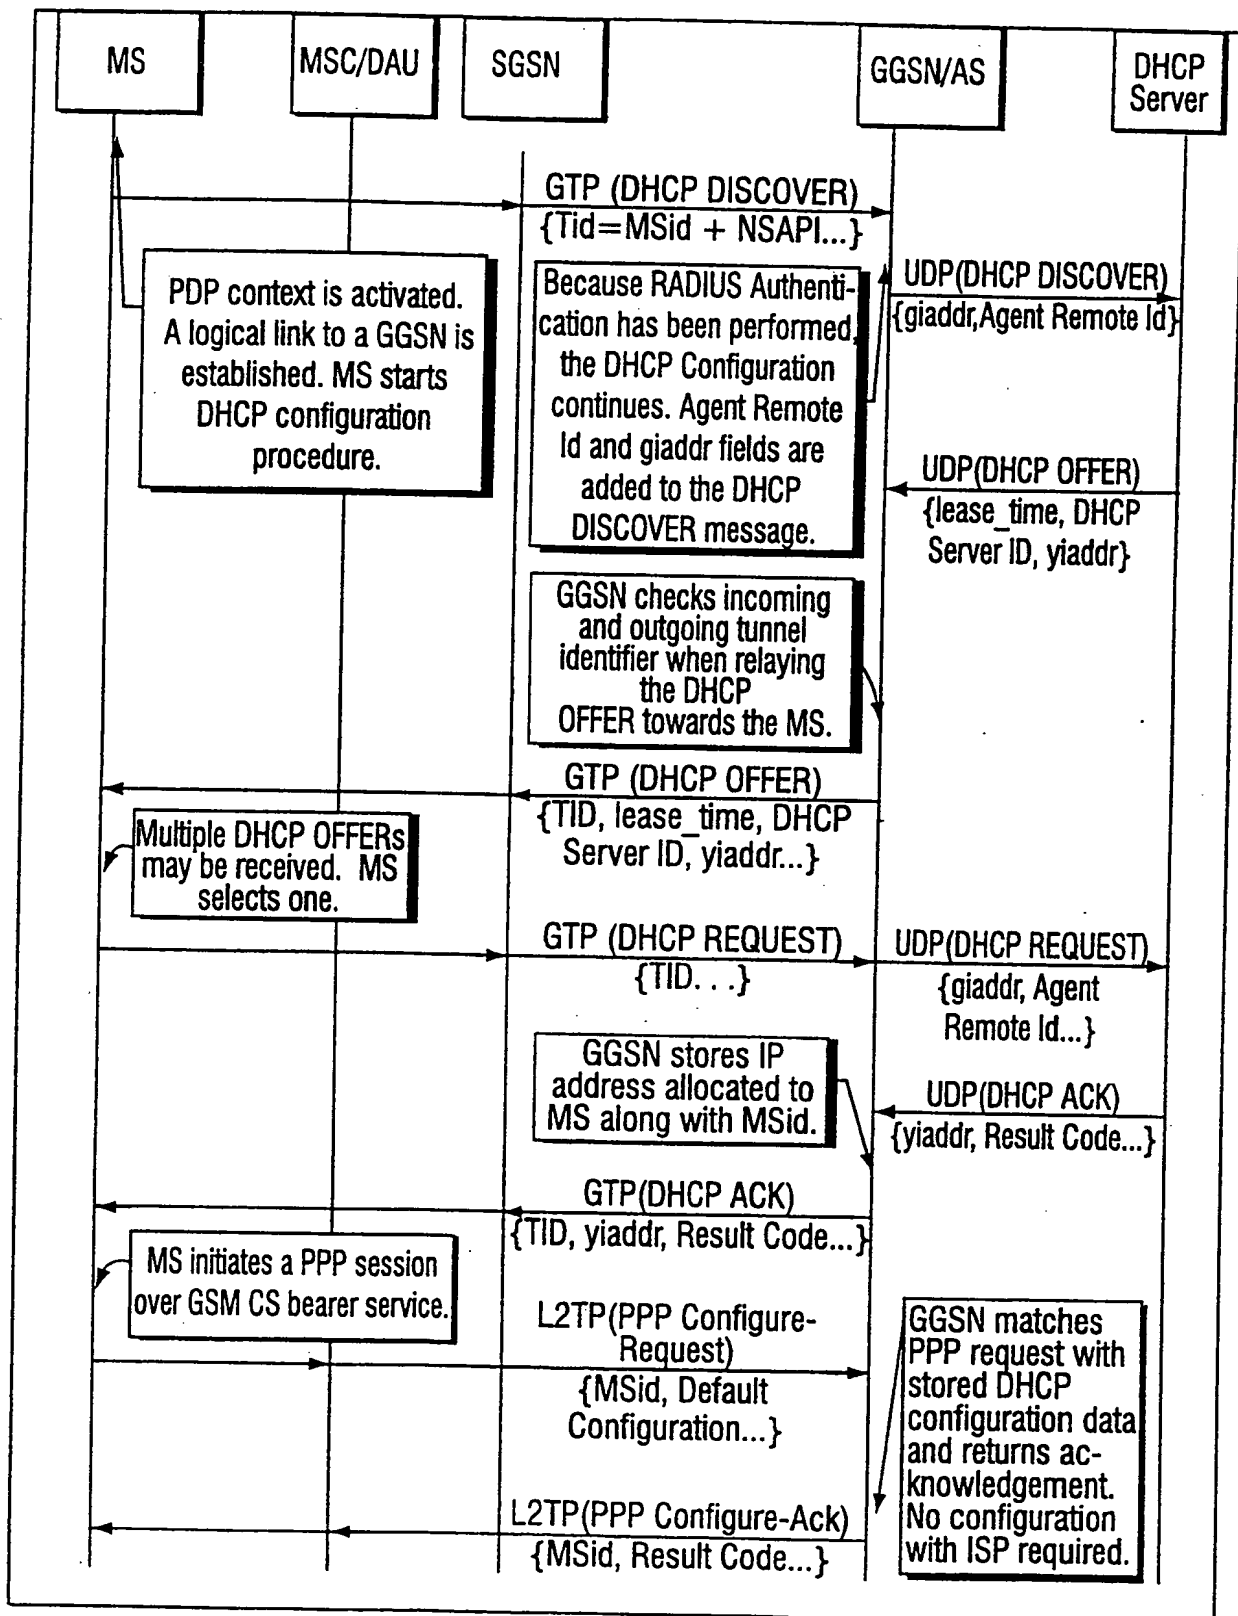 MS
MSC/DAU
SGSN
GGSN/AS
DHCP
Server
GTP (DHCP DISCOVER)
{Tid=MSid + NSAPI...}
PDP context is activated.
A logical link to a GGSN is
established. MS starts
DHCP configuration
procedure.
Because RADIUS Authenti-
cation has been performed,
the DHCP Configuration
continues. Agent Remote
Id and giaddr fields are
added to the DHCP
DISCOVER message.
UDP(DHCP DISCOVER)
{giaddr,Agent Remote Id}
UDP(DHCP OFFER)
{lease_time, DHCP
Server ID, yiaddr}
GGSN checks incoming
and outgoing tunnel
identifier when relaying
the DHCP
OFFER towards the MS.
GTP (DHCP OFFER)
{TID, lease_time, DHCP
Server ID, yiaddr...}
Multiple DHCP OFFERs
may be received. MS
selects one.
GTP (DHCP REQUEST)
{TID. . .}
UDP(DHCP REQUEST)
{giaddr, Agent
Remote Id...}
GGSN stores IP
address allocated to
MS along with MSid.
UDP(DHCP ACK)
{yiaddr, Result Code...}
GTP(DHCP ACK)
{TID, yiaddr, Result Code...}
MS initiates a PPP session
over GSM CS bearer service.
L2TP(PPP Configure-
Request)
{MSid, Default
Configuration...}
GGSN matches
PPP request with
stored DHCP
configuration data
and returns ac-
knowledgement.
No configuration
with ISP required.
L2TP(PPP Configure-Ack)
{MSid, Result Code...}